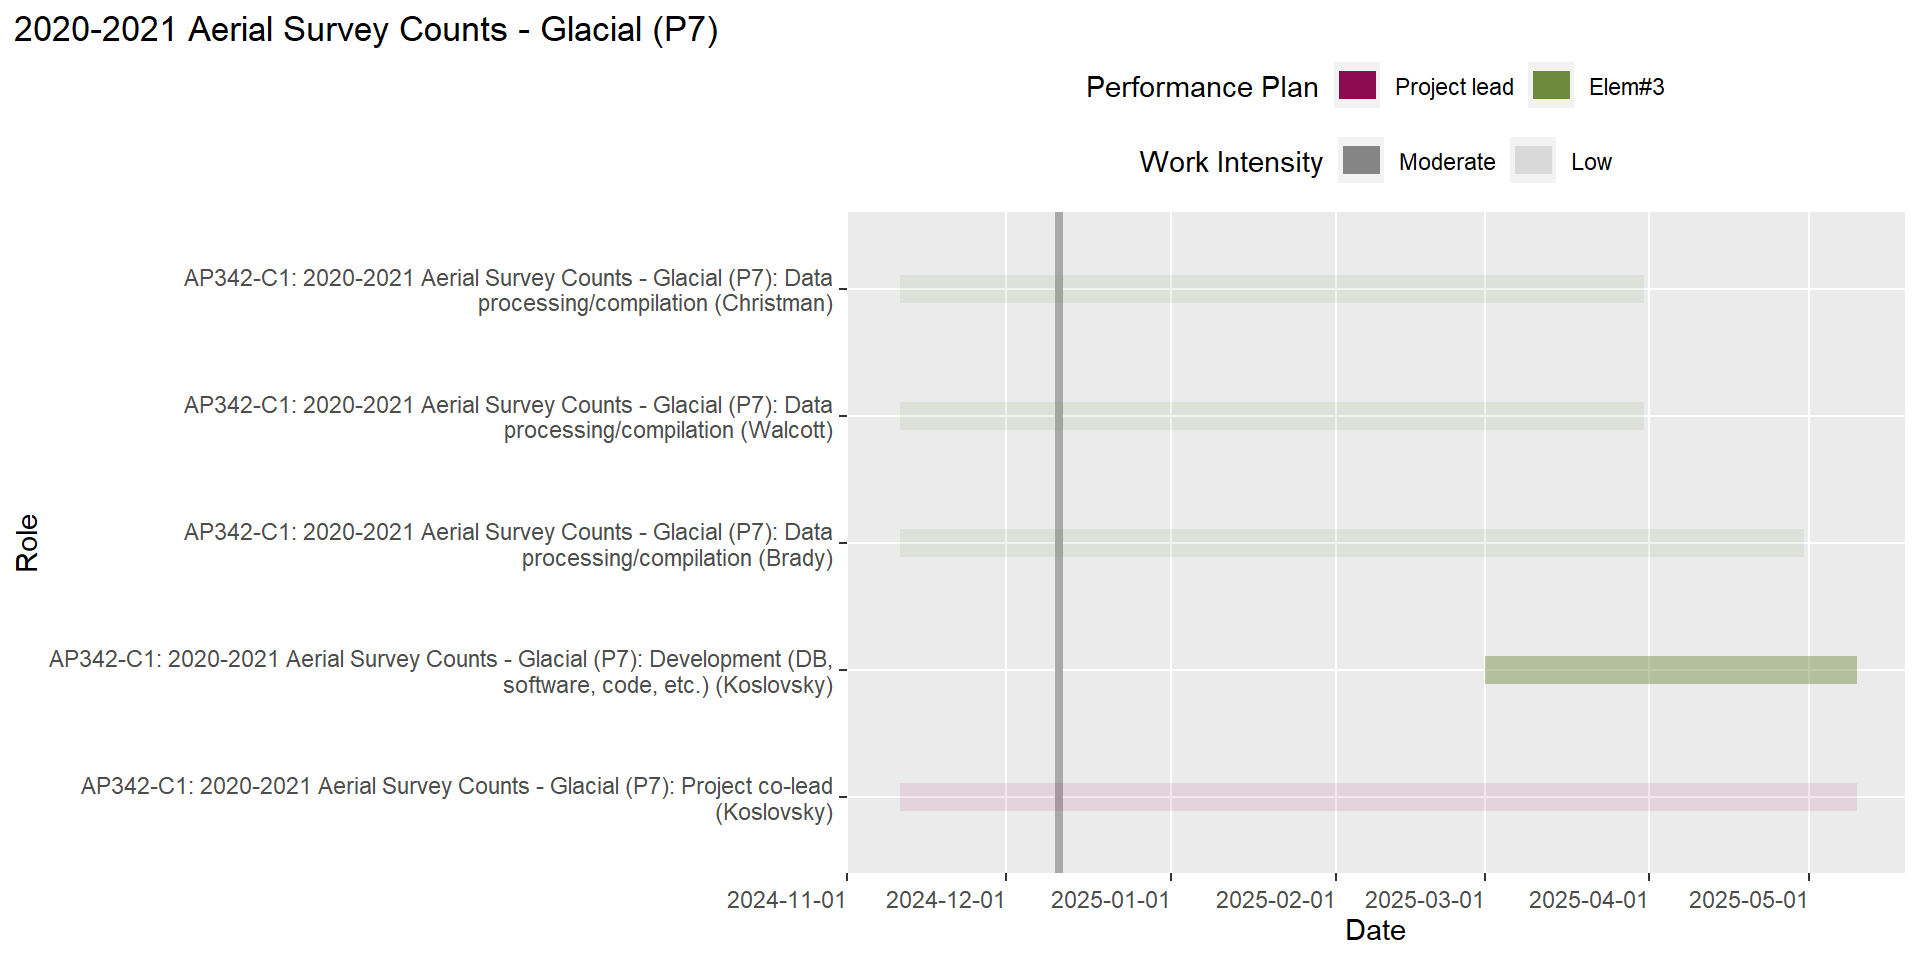 2020-2021 Aerial Survey Counts - Glacial (P7)
Performance Plan Project lead Elem#3
Work Intensity Moderate Low
AP342-C1: 2020-2021 Aerial Survey Counts - Glacial (P7): Data
processing/compilation (Christman)
AP342-C1: 2020-2021 Aerial Survey Counts - Glacial (P7): Data
processing/compilation (Walcott)
AP342-C1: 2020-2021 Aerial Survey Counts - Glacial (P7): Data
processing/compilation (Brady)
AP342-C1: 2020-2021 Aerial Survey Counts - Glacial (P7): Development (DB,
software, code, etc.) (Koslovsky)
AP342-C1: 2020-2021 Aerial Survey Counts - Glacial (P7): Project co-lead
(Koslovsky)
Role
2024-11-01 2024-12-01 2025-01-01 2025-02-01 2025-03-01 2025-04-01 2025-05-01
Date